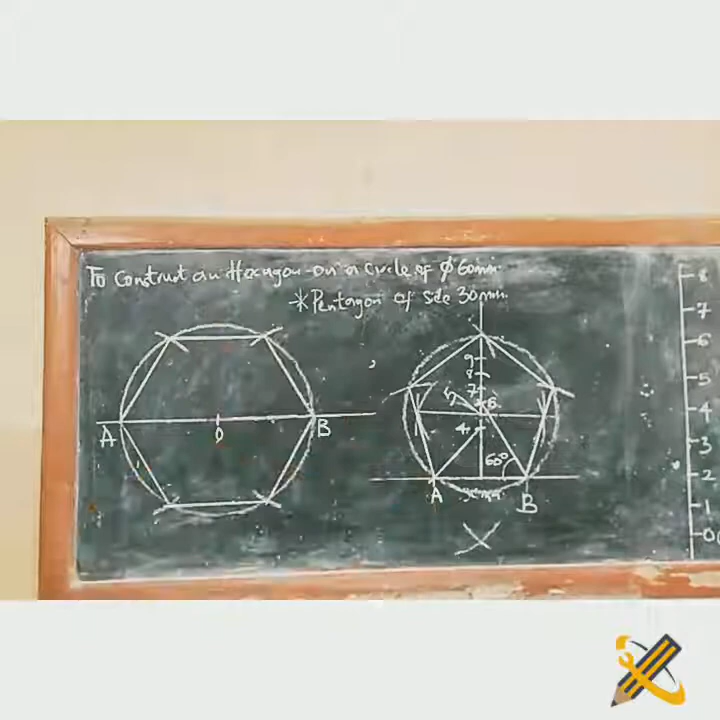 To Construct an Hexagon on a Circle of ϕ 60mm.
* Pentagon of side 30mm.
A
O
B
9
8
7
6
5
4
60°
30mm
A
B
8
7
6
5
4
3
2
1
0